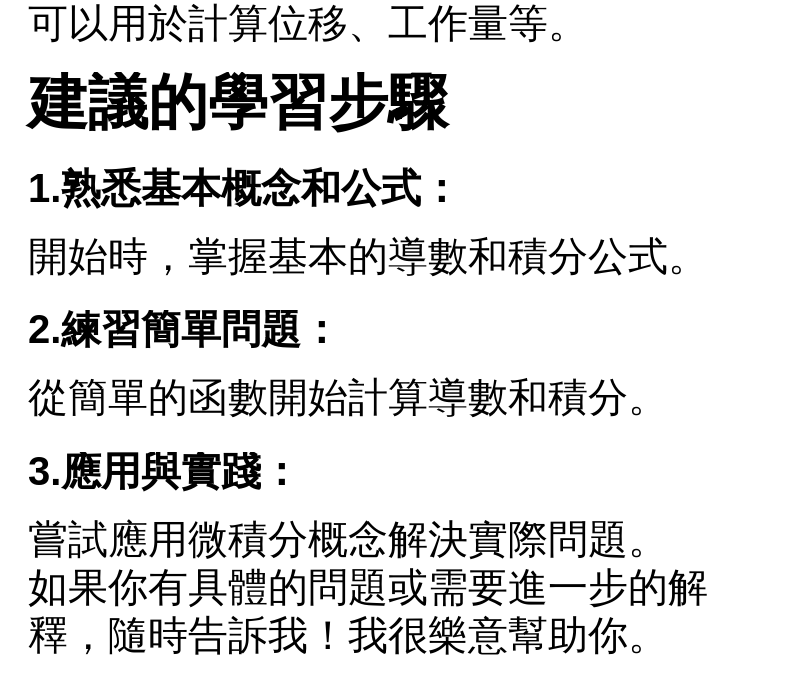 可以用於計算位移、工作量等。
建議的學習步驟
1.熟悉基本概念和公式：
開始時，掌握基本的導數和積分公式。
2.練習簡單問題：
從簡單的函數開始計算導數和積分。
3.應用與實踐：
嘗試應用微積分概念解決實際問題。
如果你有具體的問題或需要進一步的解
釋，隨時告訴我！我很樂意幫助你。